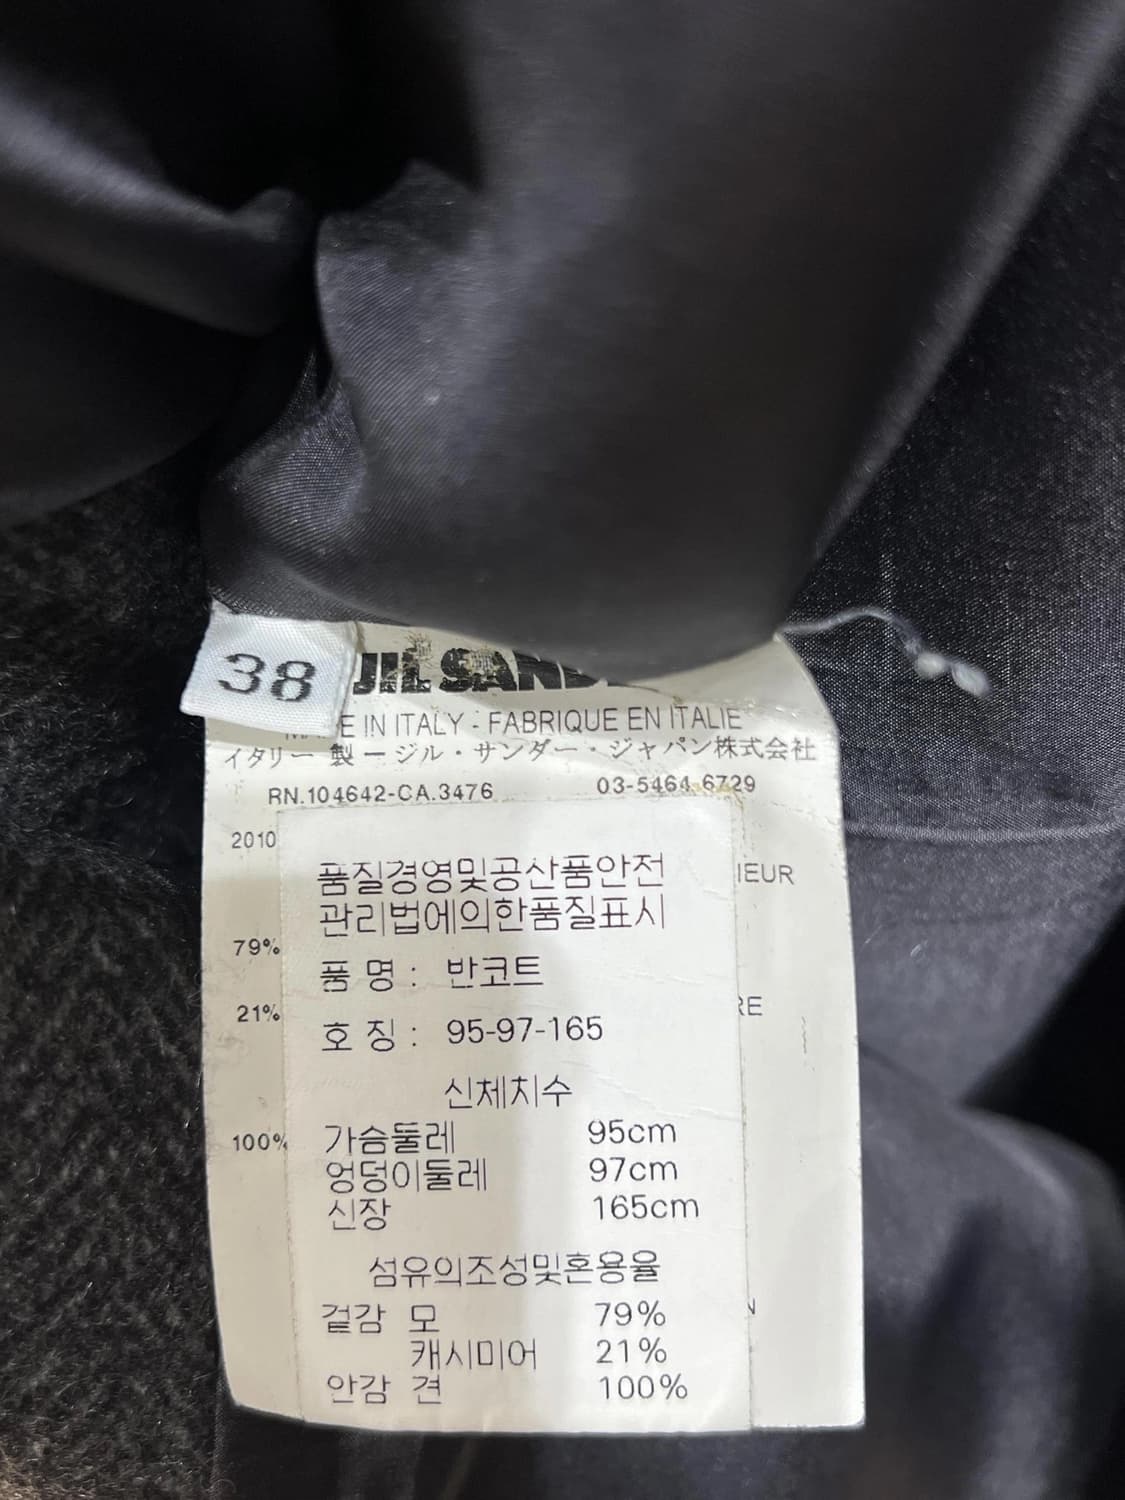 38
JIL SAND
MADE IN ITALY - FABRIQUE EN ITALIE
イタリー 製 ー ジル・サンダー・ジャパン株式会社
RN.104642-CA.3476 03-5464 6729
2010
IEUR
품질경영및공산품안전
관리법에의한품질표시
79%
품 명 : 반코트
21%
RE
호 칭 : 95-97-165
신체치수
100%
가슴둘레 95cm
엉덩이둘레 97cm
신장 165cm
섬유의조성및혼용율
겉감 모 79%
캐시미어 21%
안감 견 100%